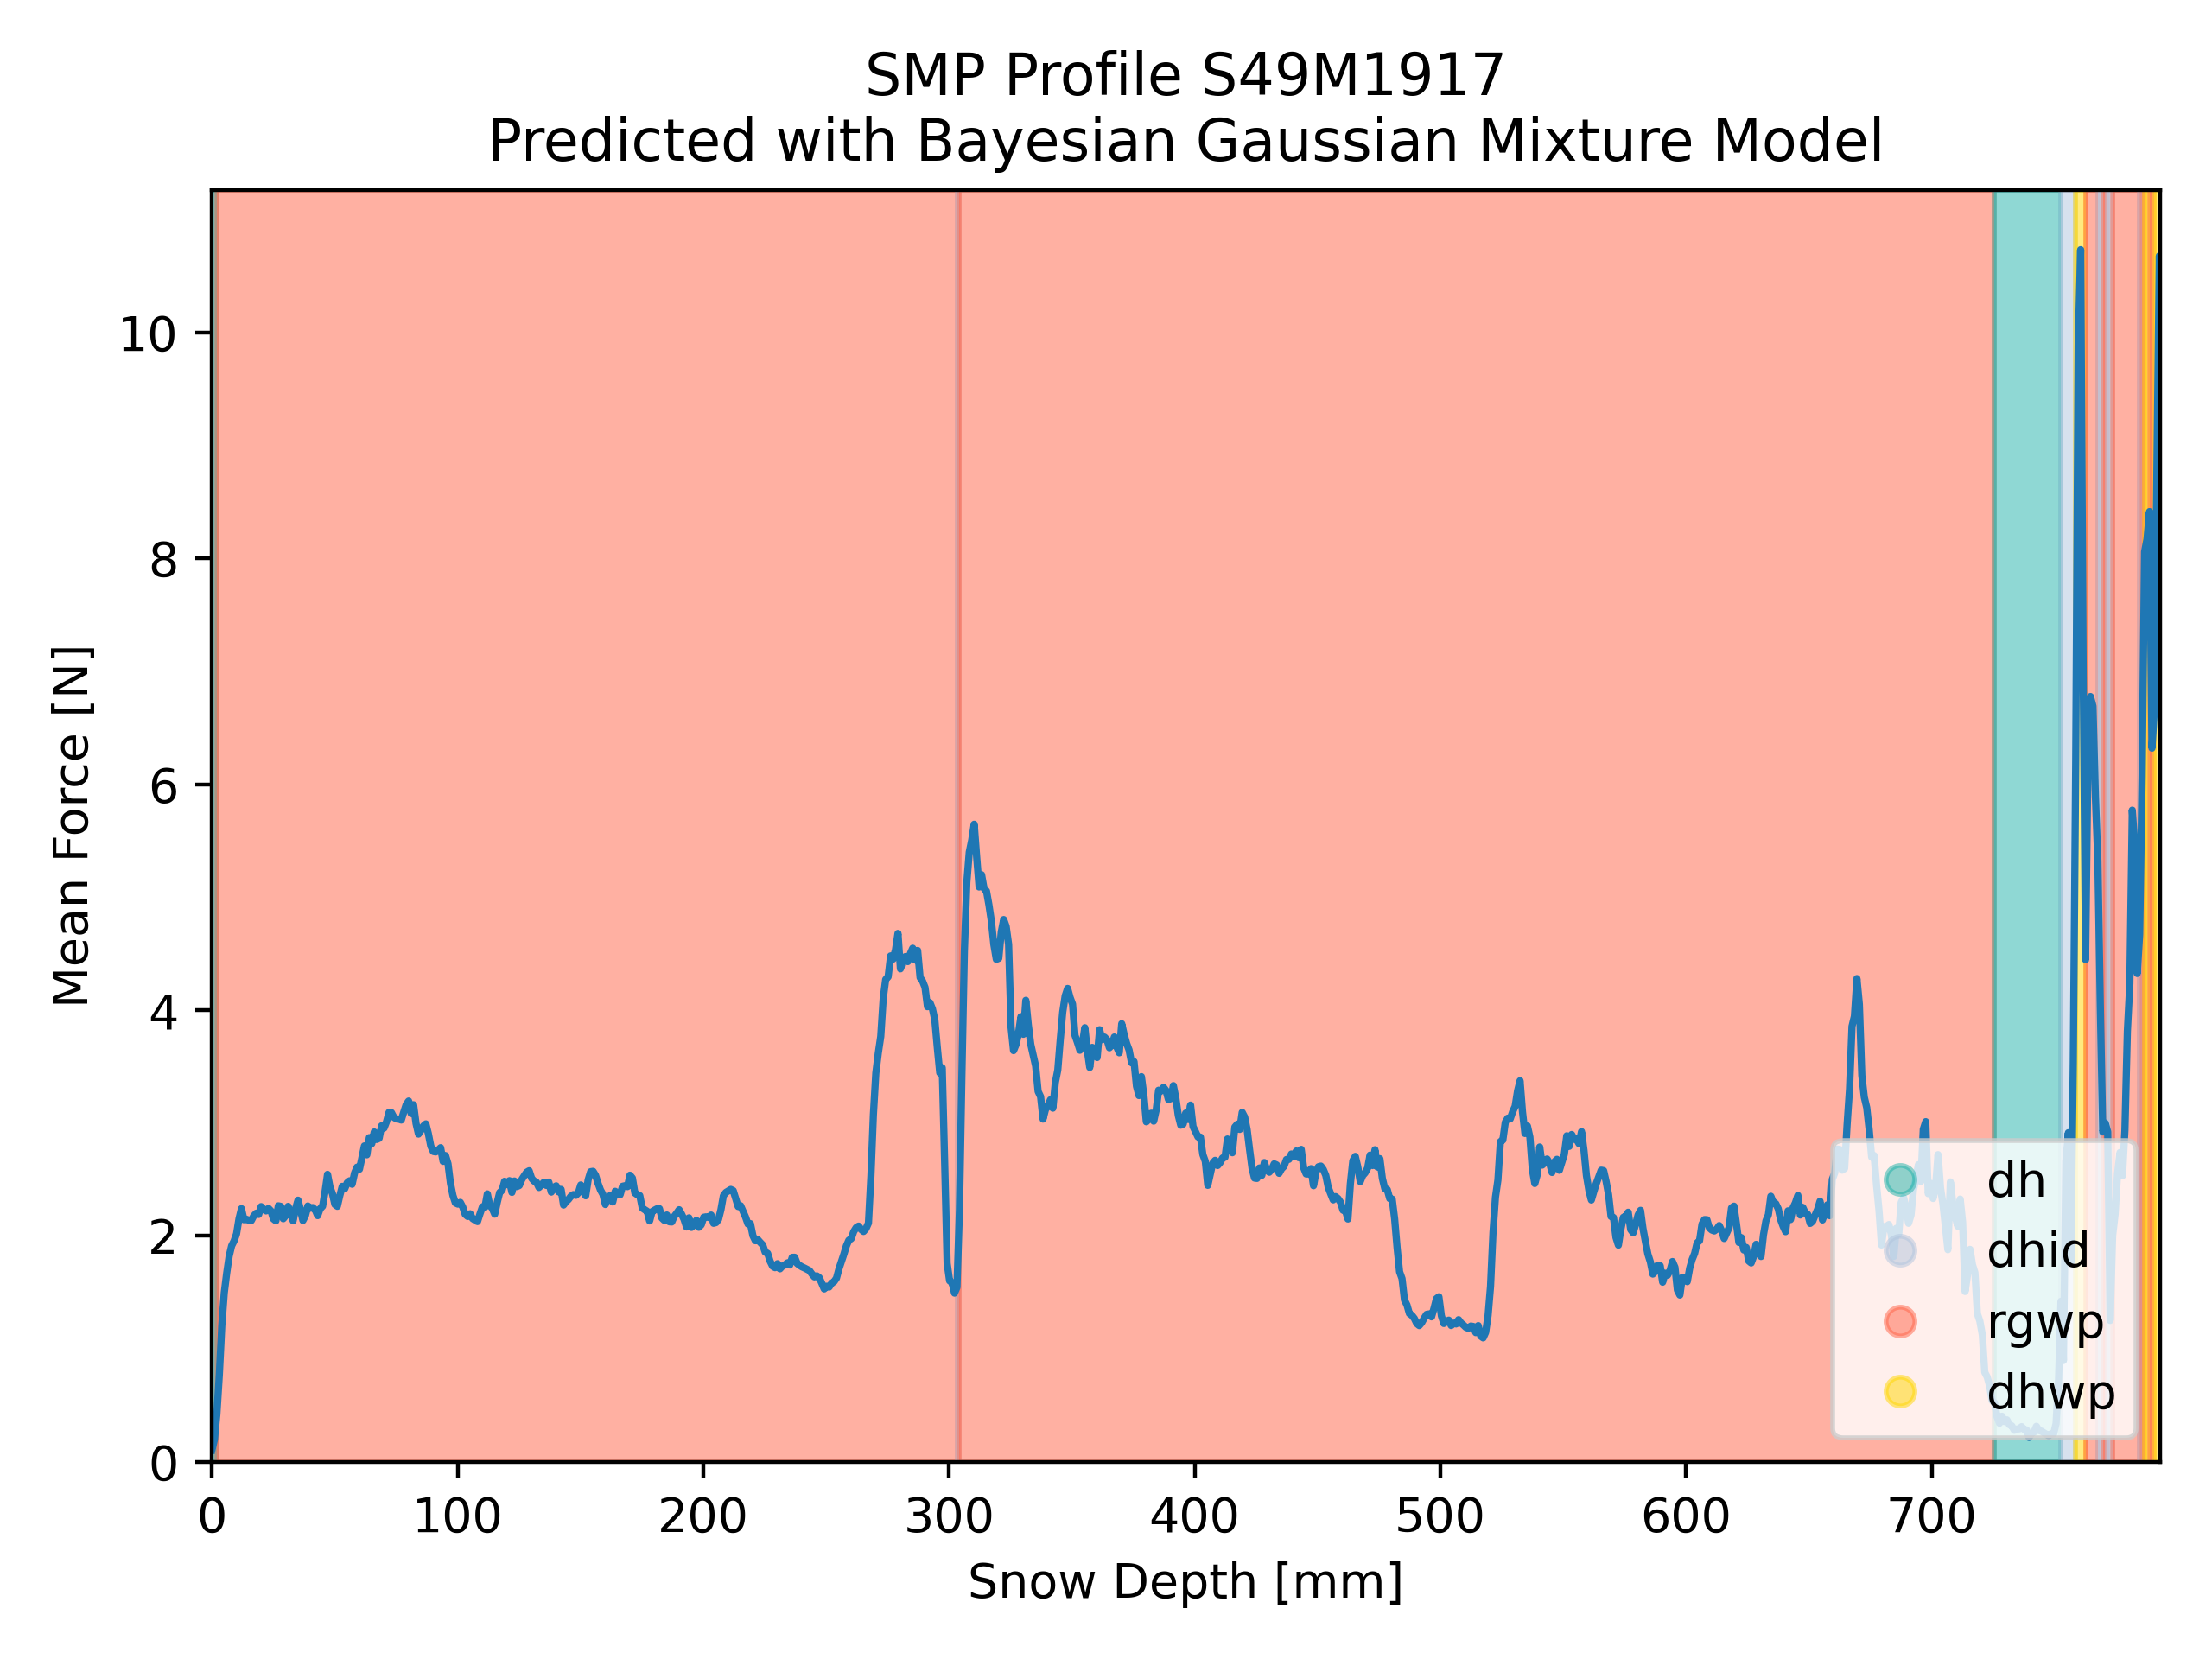 SMP Profile S49M1917
Predicted with Bayesian Gaussian Mixture Model
10
8
6
4
2
0
Mean Force [N]
0 100 200 300 400 500 600 700
Snow Depth [mm]
dh
dhid
rgwp
dhwp